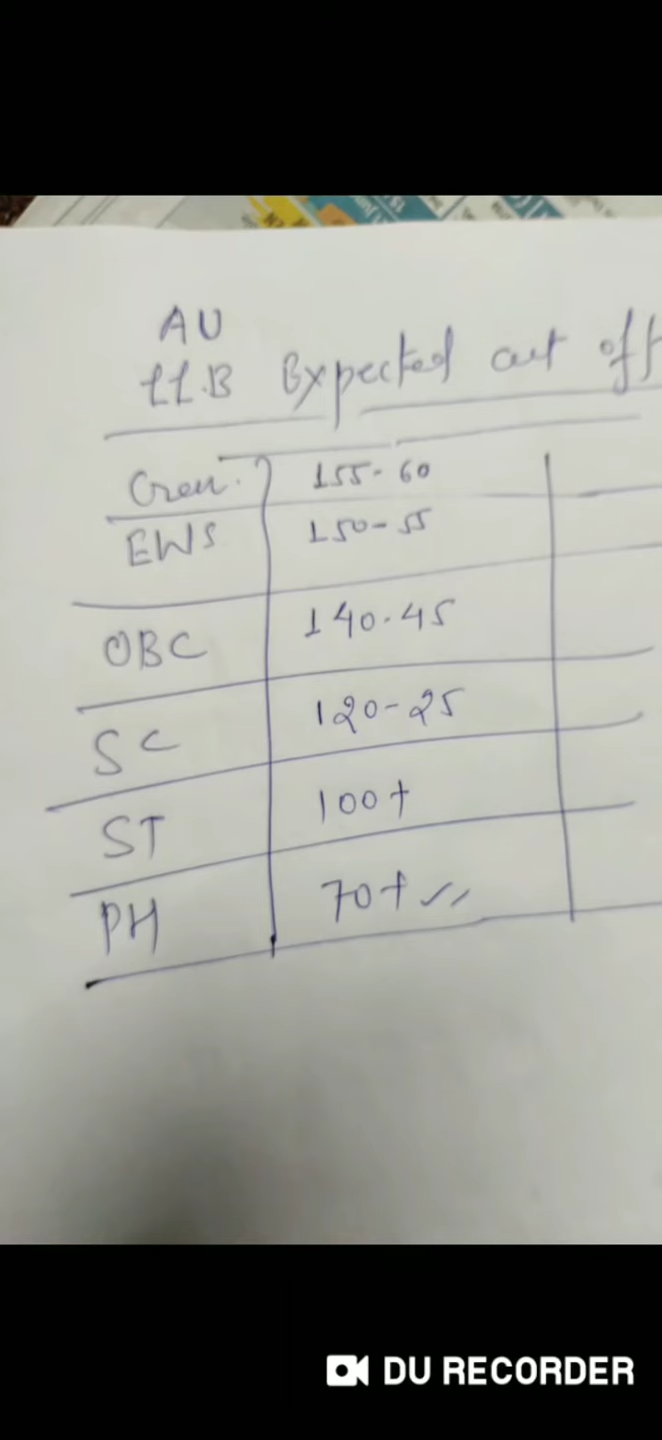 AU
LL.B Expected cut off
Gen. 155-60
EWS 150-55
OBC 140-45
SC 120-25
ST 100+
PH 70+
DU RECORDER